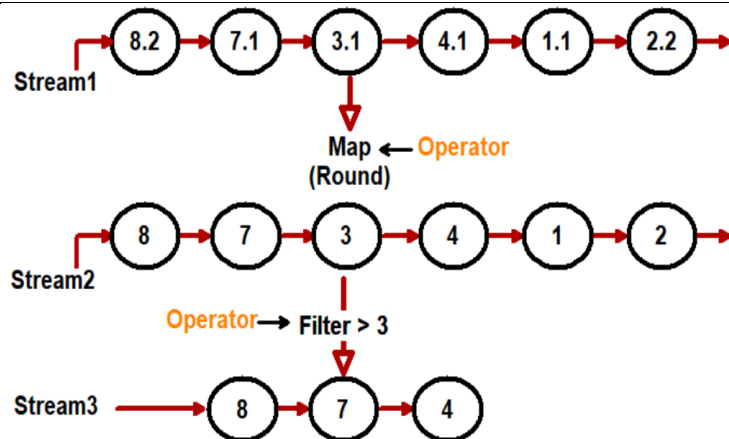 8.2 7.1 3.1 4.1 1.1 2.2
Stream1
Map Operator
(Round)
8 7 3 4 1 2
Stream2
Operator Filter > 3
Stream3 8 7 4